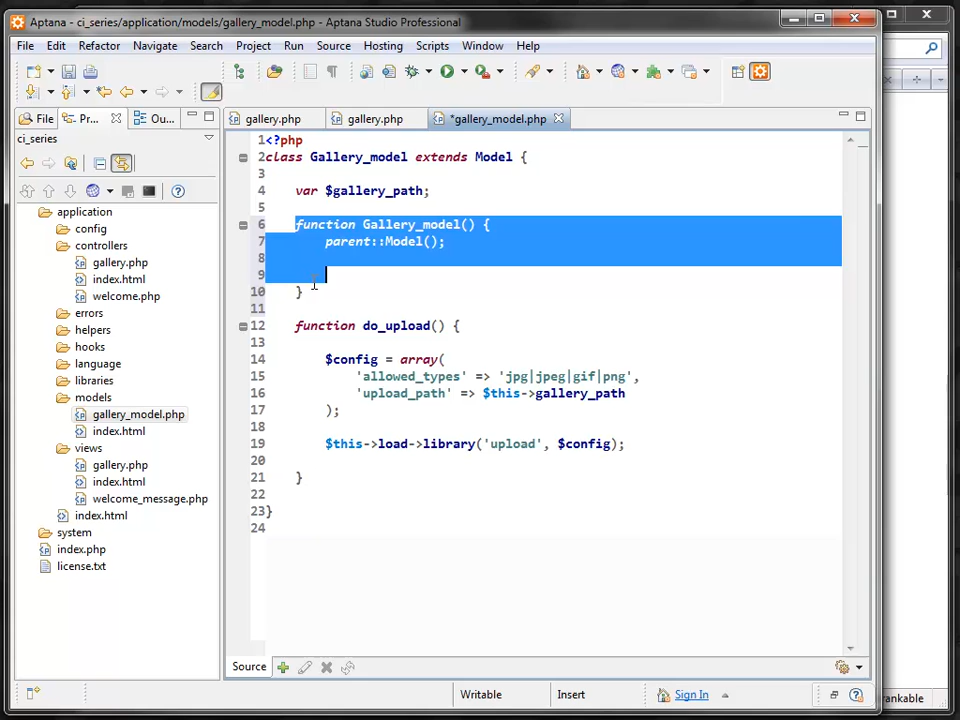 Aptana - ci_series/application/models/gallery_model.php - Aptana Studio Professional
File Edit Refactor Navigate Search Project Run Source Hosting Scripts Window Help
File Pr... Ou...
gallery.php gallery.php *gallery_model.php
ci_series
application
config
controllers
gallery.php
index.html
welcome.php
errors
helpers
hooks
language
libraries
models
gallery_model.php
index.html
views
gallery.php
index.html
welcome_message.php
index.html
system
index.php
license.txt
1 <?php
2 class Gallery_model extends Model {
3
4 var $gallery_path;
5
6 function Gallery_model() {
7 parent::Model();
8
9
10 }
11
12 function do_upload() {
13
14 $config = array(
15 'allowed_types' => 'jpg|jpeg|gif|png',
16 'upload_path' => $this->gallery_path
17 );
18
19 $this->load->library('upload', $config);
20
21 }
22
23 }
24
Source
Writable Insert Sign In
rankable